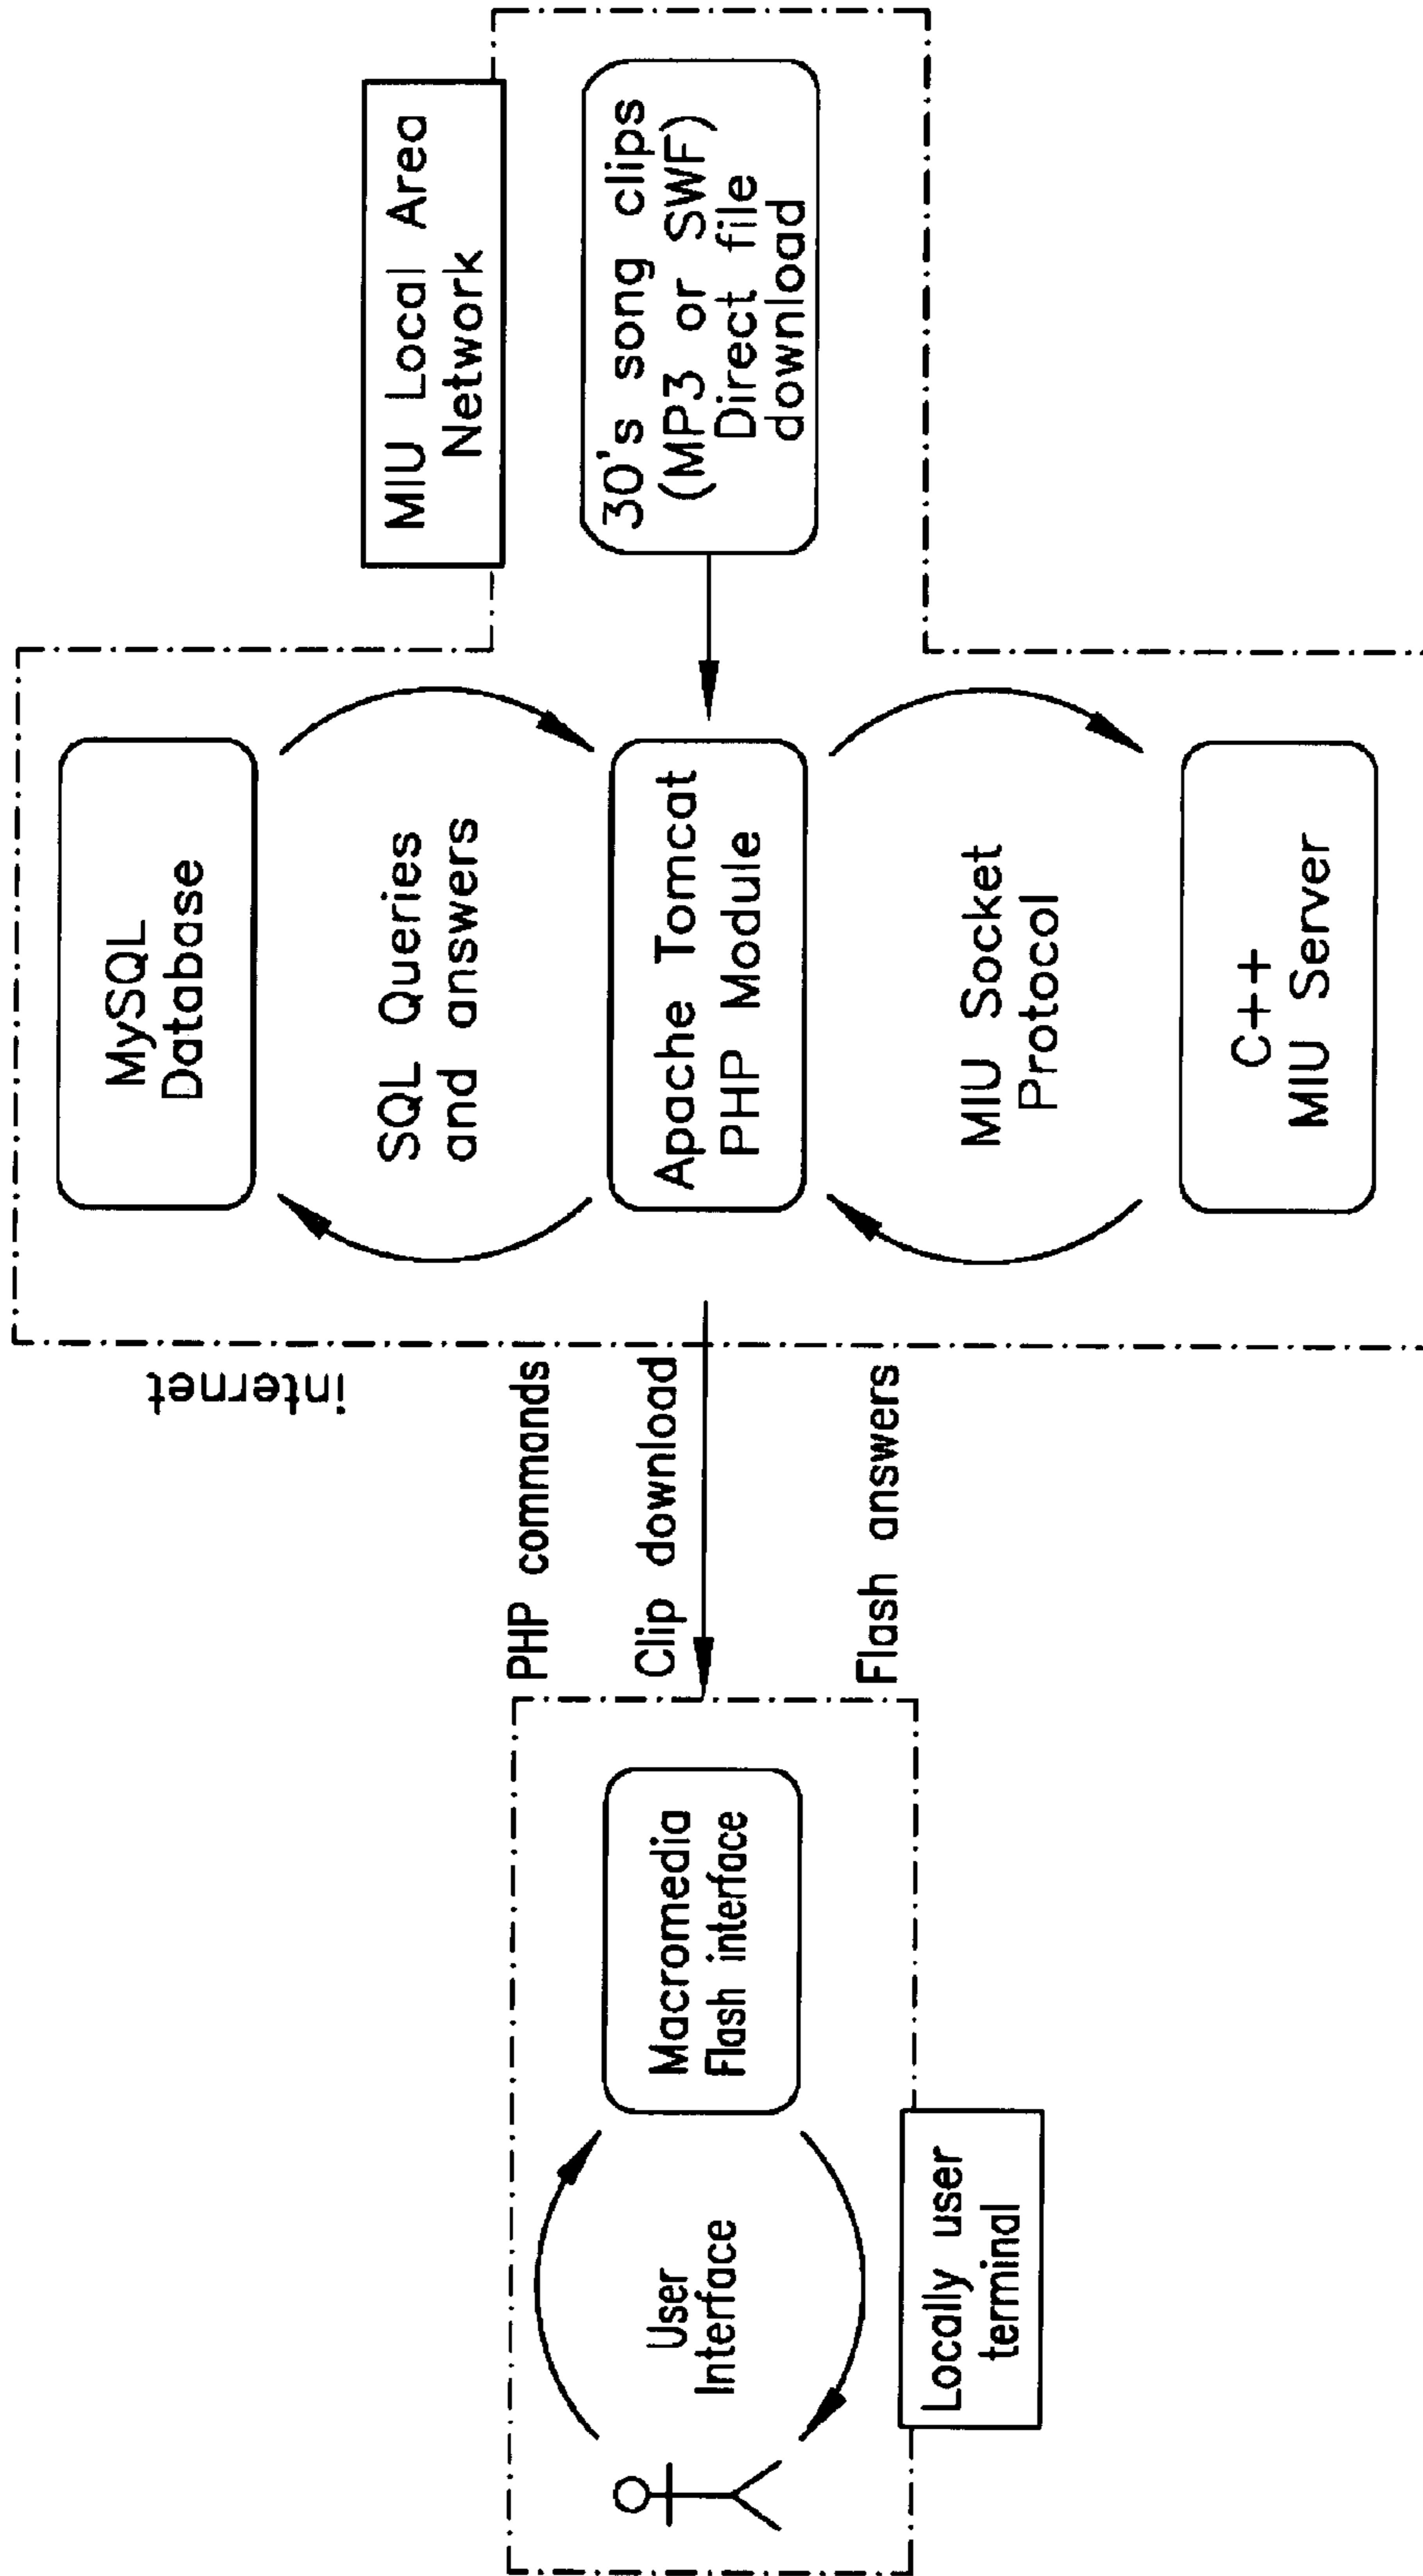 MySQL
Database
SQL Queries
and answers
Apache Tomcat
PHP Module
MIU Socket
Protocol
C++
MIU Server
MIU Local Area
Network
30's song clips
(MP3 or SWF)
Direct file
download
internet
PHP commands
Clip download
Flash answers
Macromedia
Flash interface
User
Interface
Locally user
terminal